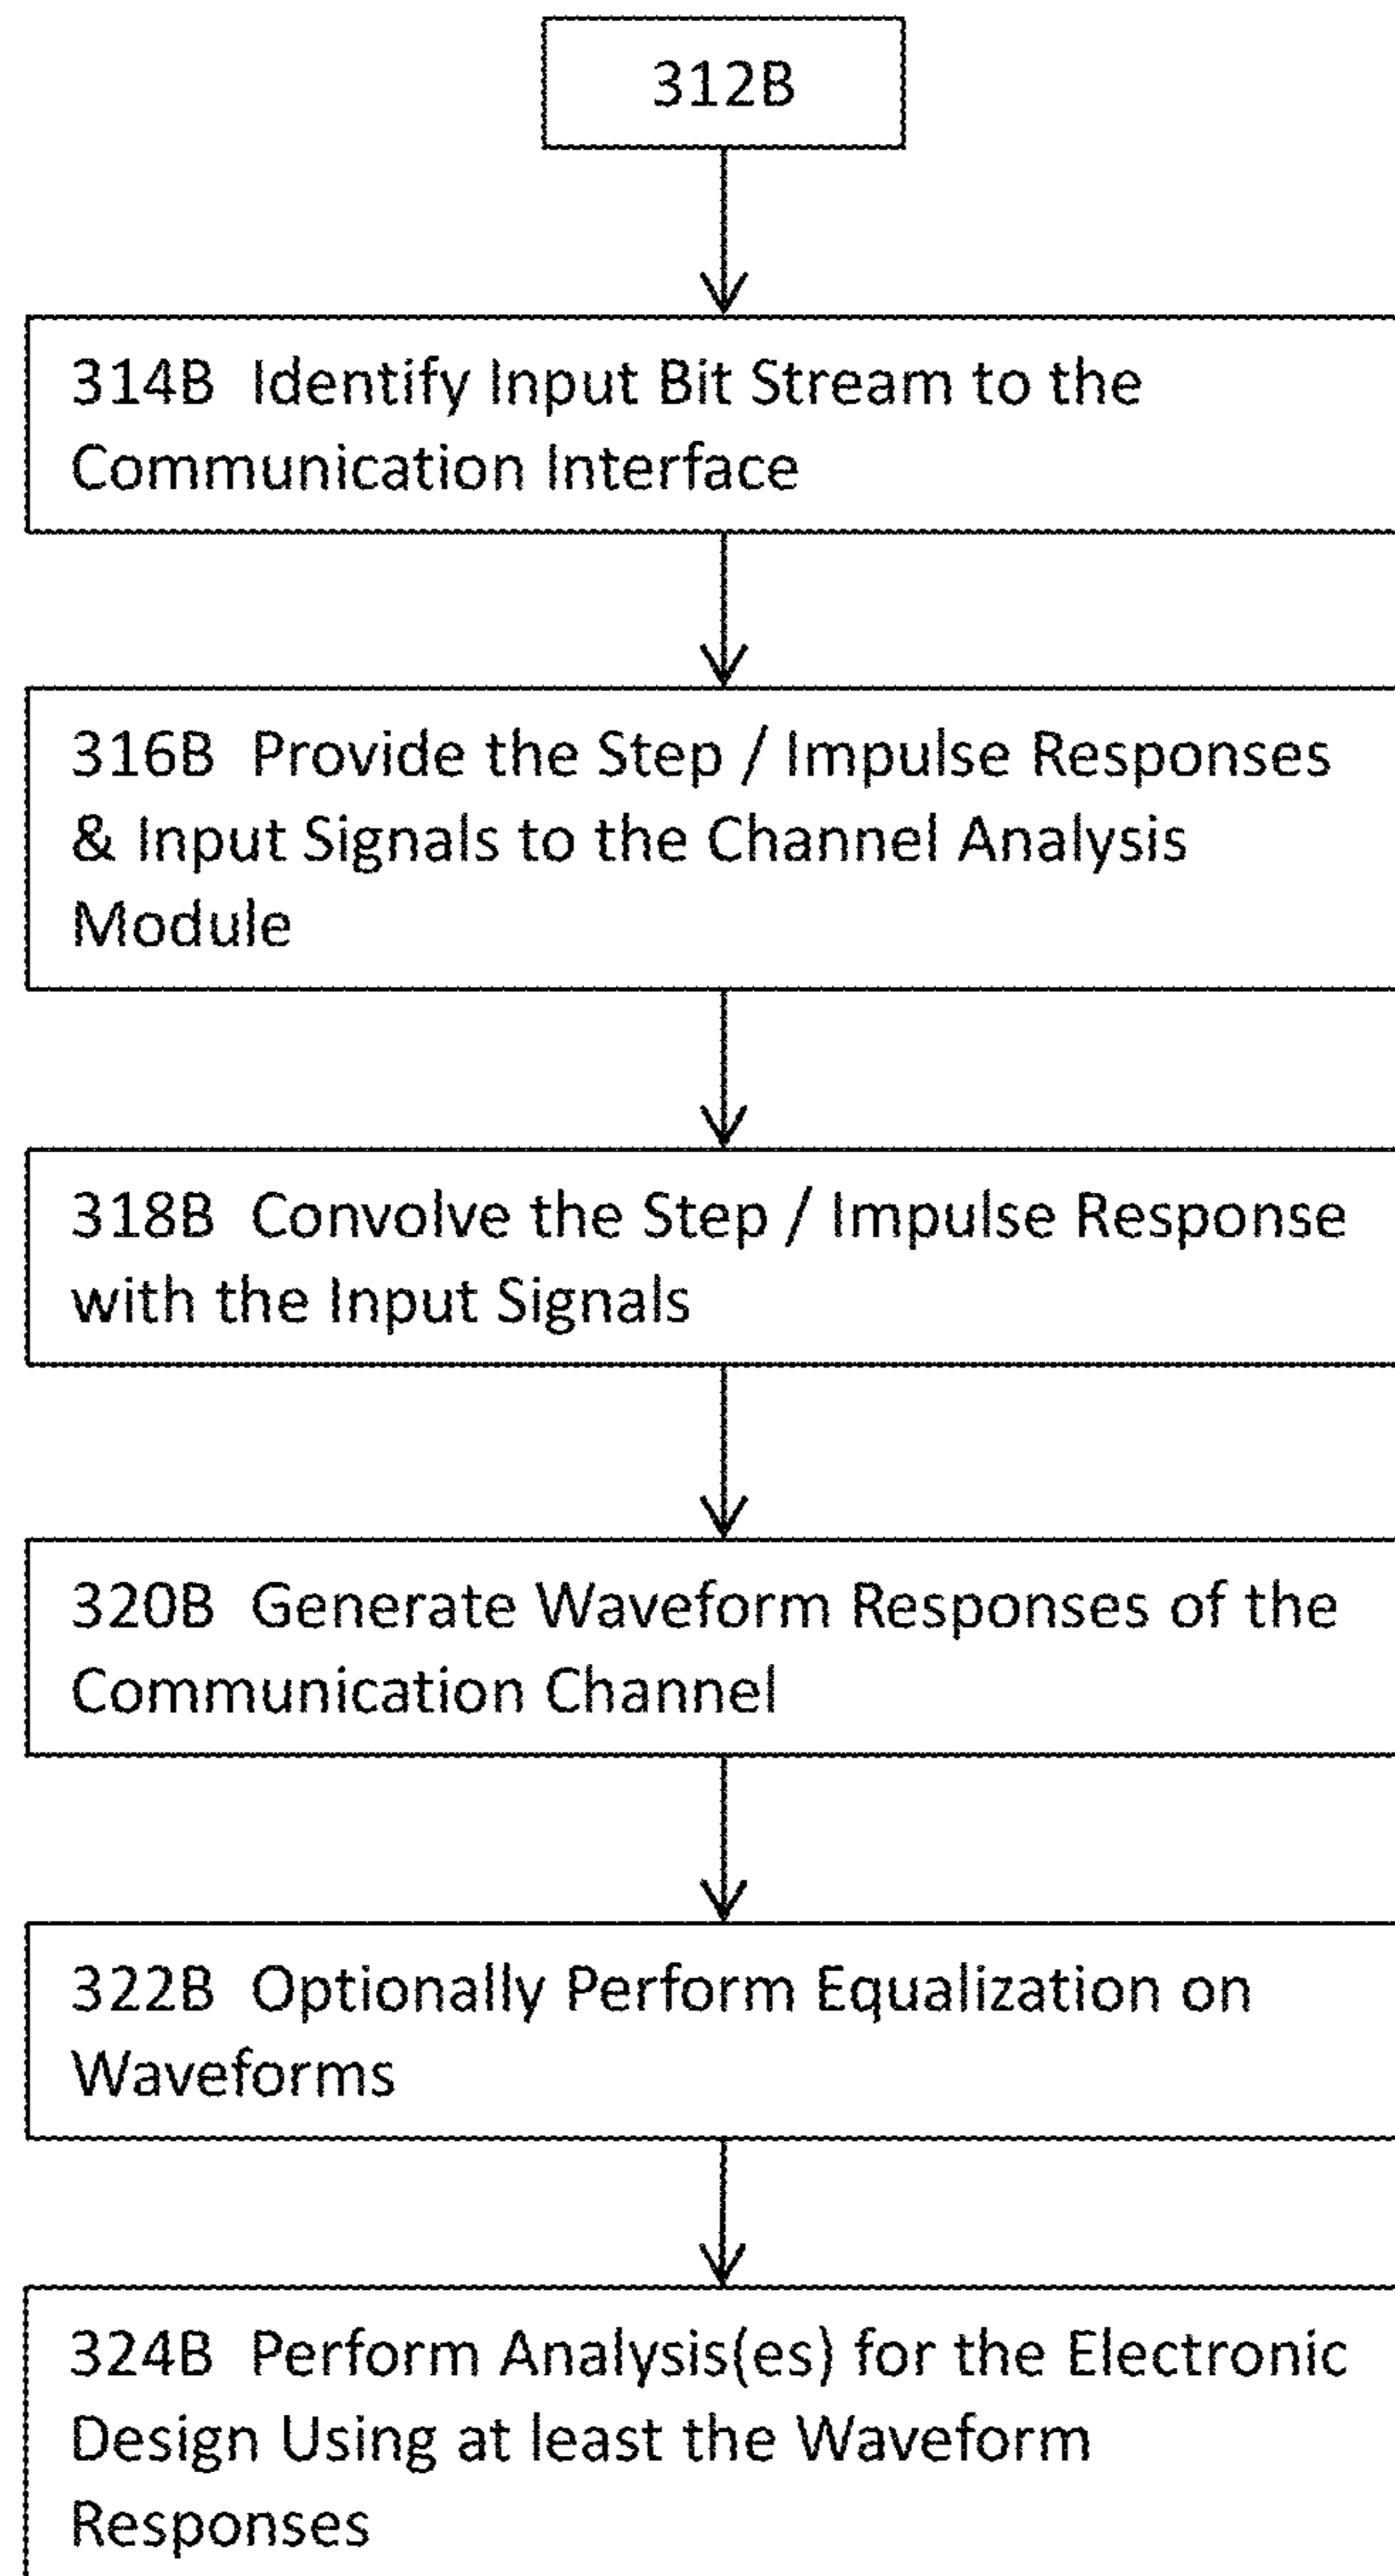 312B
314B Identify Input Bit Stream to the
Communication Interface
316B Provide the Step / Impulse Responses
& Input Signals to the Channel Analysis
Module
318B Convolve the Step / Impulse Response
with the Input Signals
320B Generate Waveform Responses of the
Communication Channel
322B Optionally Perform Equalization on
Waveforms
324B Perform Analysis(es) for the Electronic
Design Using at least the Waveform
Responses